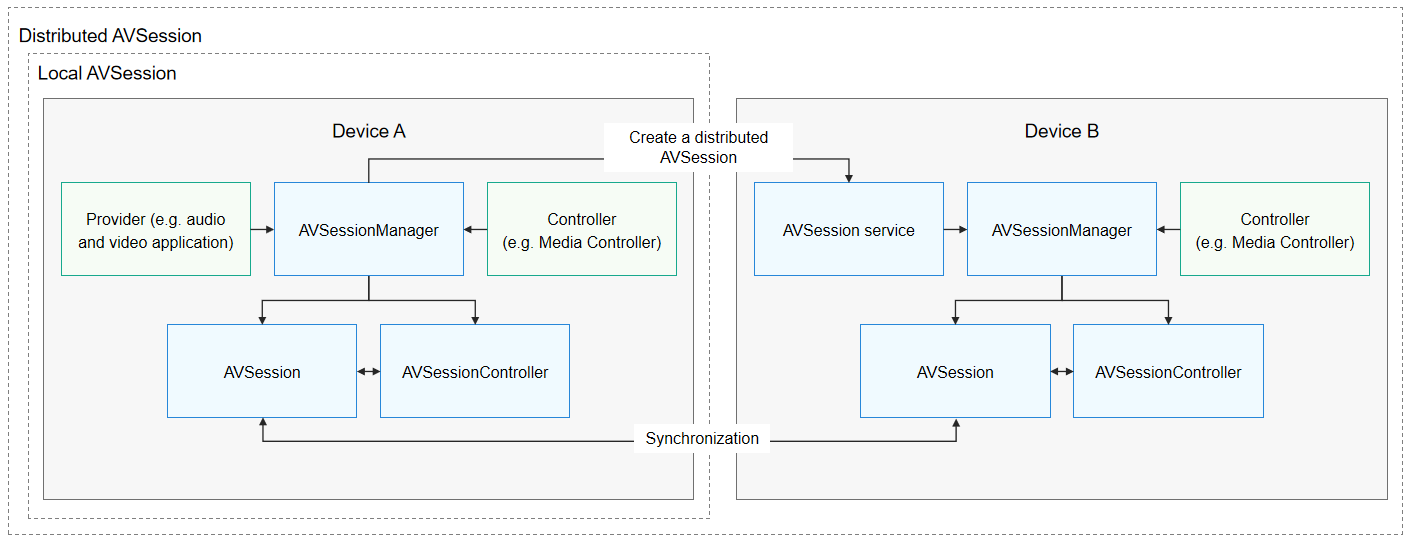 Distributed AVSession
Local AVSession
Device A
Create a distributed
AVSession
Device B
Provider (e.g. audio
and video application)
AVSessionManager
Controller
(e.g. Media Controller)
AVSession service
AVSessionManager
Controller
(e.g. Media Controller)
AVSession
AVSessionController
AVSession
AVSessionController
Synchronization